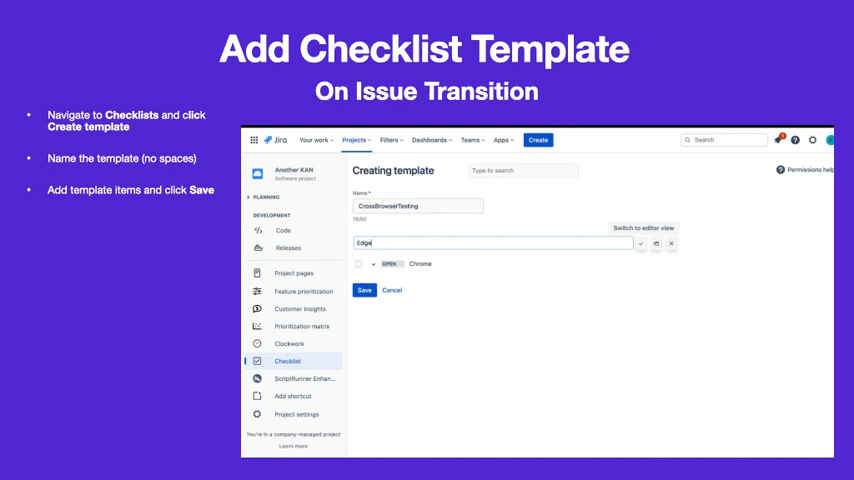 Add Checklist Template
On Issue Transition
• Navigate to Checklists and click
Create template
• Name the template (no spaces)
• Add template items and click Save
Jira Your work Projects Filters Dashboards Teams Apps Create Search
Another KAN
Software project
PLANNING
DEVELOPMENT
Code
Releases
Project pages
Feature prioritization
Customer Insights
Prioritization matrix
Clockwork
Checklist
ScriptRunner Enhan...
Add shortcut
Project settings
You're in a company-managed project
Learn more
Creating template
Type to search
Permissions help
Name *
CrossBrowserTesting
19/50
Switch to editor view
Edge
OPEN Chrome
Save Cancel